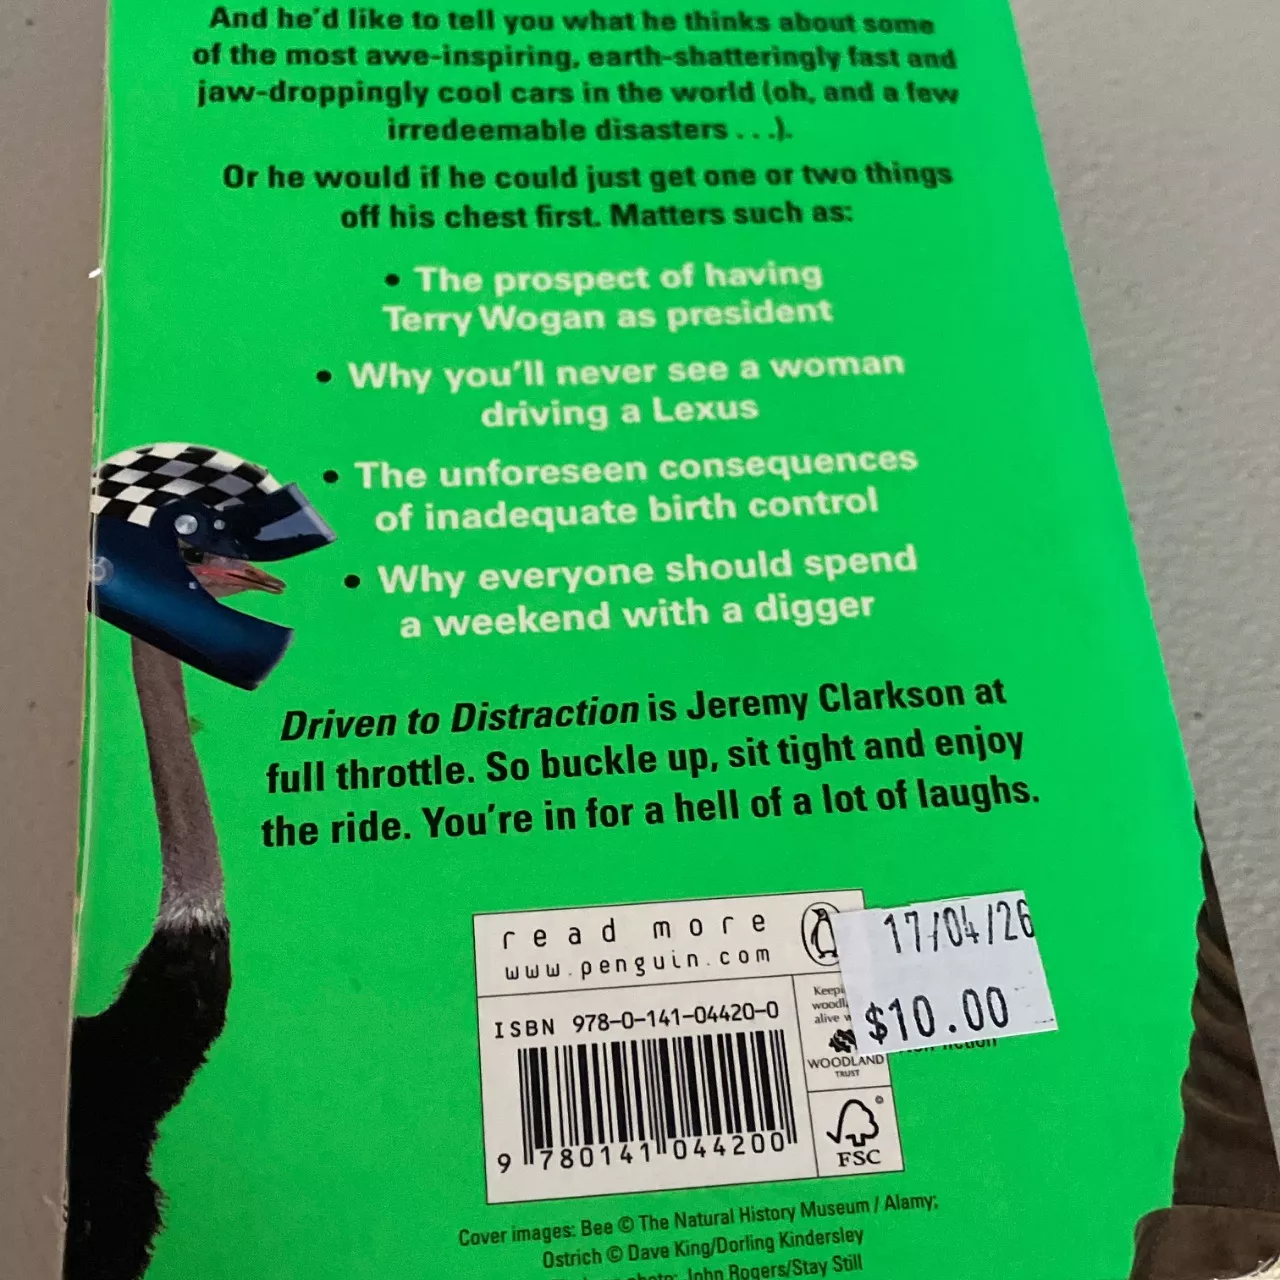 And he'd like to tell you what he thinks about some
of the most awe-inspiring, earth-shatteringly fast and
jaw-droppingly cool cars in the world (oh, and a few
irredeemable disasters . . .).
Or he would if he could just get one or two things
off his chest first. Matters such as:
• The prospect of having
Terry Wogan as president
• Why you'll never see a woman
driving a Lexus
• The unforeseen consequences
of inadequate birth control
• Why everyone should spend
a weekend with a digger
Driven to Distraction is Jeremy Clarkson at
full throttle. So buckle up, sit tight and enjoy
the ride. You're in for a hell of a lot of laughs.
read more
www.penguin.com
17/04/26
$10.00
ISBN 978-0-141-04420-0
9 780141 044200
alive
WOODLAND
TRUST
FSC
Cover images: Bee © The Natural History Museum / Alamy;
Ostrich © Dave King/Dorling Kindersley
John Rogers/Stay Still